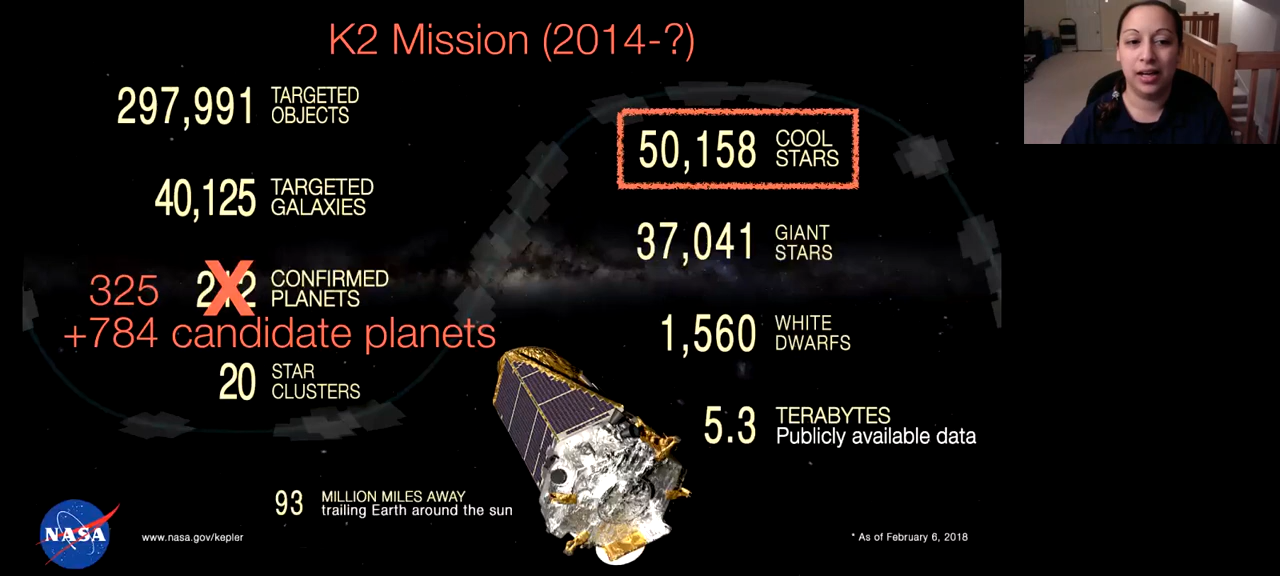 K2 Mission (2014-?)
297,991 TARGETED
OBJECTS
40,125 TARGETED
GALAXIES
325 212 CONFIRMED
PLANETS
+784 candidate planets
20 STAR
CLUSTERS
93 MILLION MILES AWAY
trailing Earth around the sun
50,158 COOL
STARS
37,041 GIANT
STARS
1,560 WHITE
DWARFS
5.3 TERABYTES
Publicly available data
NASA
www.nasa.gov/kepler
* As of February 6, 2018